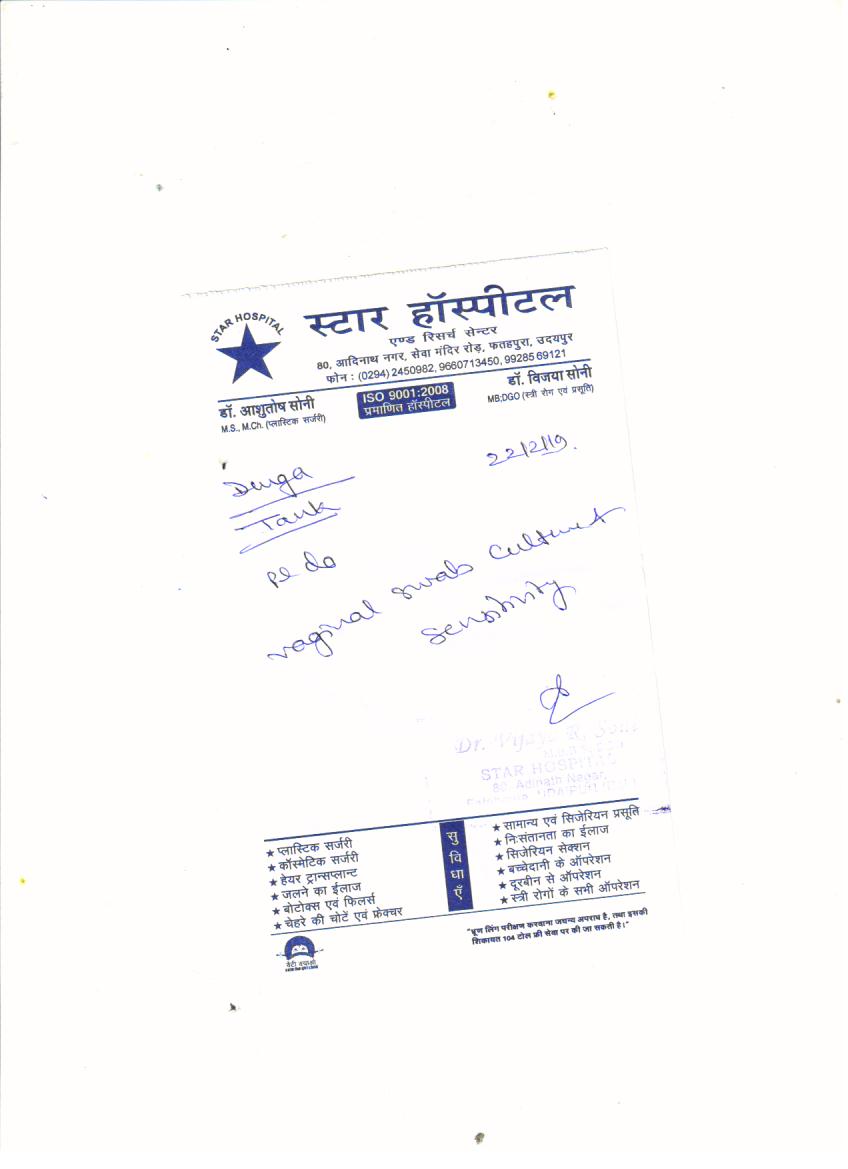 STAR HOSPITAL
स्टार हॉस्पीटल
एण्ड रिसर्च सेन्टर
80, आदिनाथ नगर, सेवा मंदिर रोड़, फतहपुरा, उदयपुर
फोन : (0294) 2450982, 9660713450, 99285 69121
डॉ. आशुतोष सोनी
M.S., M.Ch. (प्लास्टिक सर्जरी)
ISO 9001:2008
प्रमाणित हॉस्पीटल
डॉ. विजया सोनी
MB;DGO (स्त्री रोग एवं प्रसूति)
22/2/19.
Durga
Tank
Pl do
vaginal swab culture &
sensitivity
Dr. Vijaya R. Soni
STAR HOSPITAL
80, Adinath Nagar,
प्लास्टिक सर्जरी
कॉस्मेटिक सर्जरी
हेयर ट्रान्सप्लान्ट
जलने का ईलाज
बोटोक्स एवं फिलर्स
चेहरे की चोटें एवं फ्रेक्चर
सुविधाएँ
सामान्य एवं सिजेरियन प्रसूति
निःसंतानता का ईलाज
सिजेरियन सेक्शन
बच्चेदानी के ऑपरेशन
दूरबीन से ऑपरेशन
स्त्री रोगों के सभी ऑपरेशन
बेटी बचाओ
"भ्रूण लिंग परीक्षण करवाना जघन्य अपराध है, तथा इसकी
शिकायत 104 टोल फ्री सेवा पर की जा सकती है।"